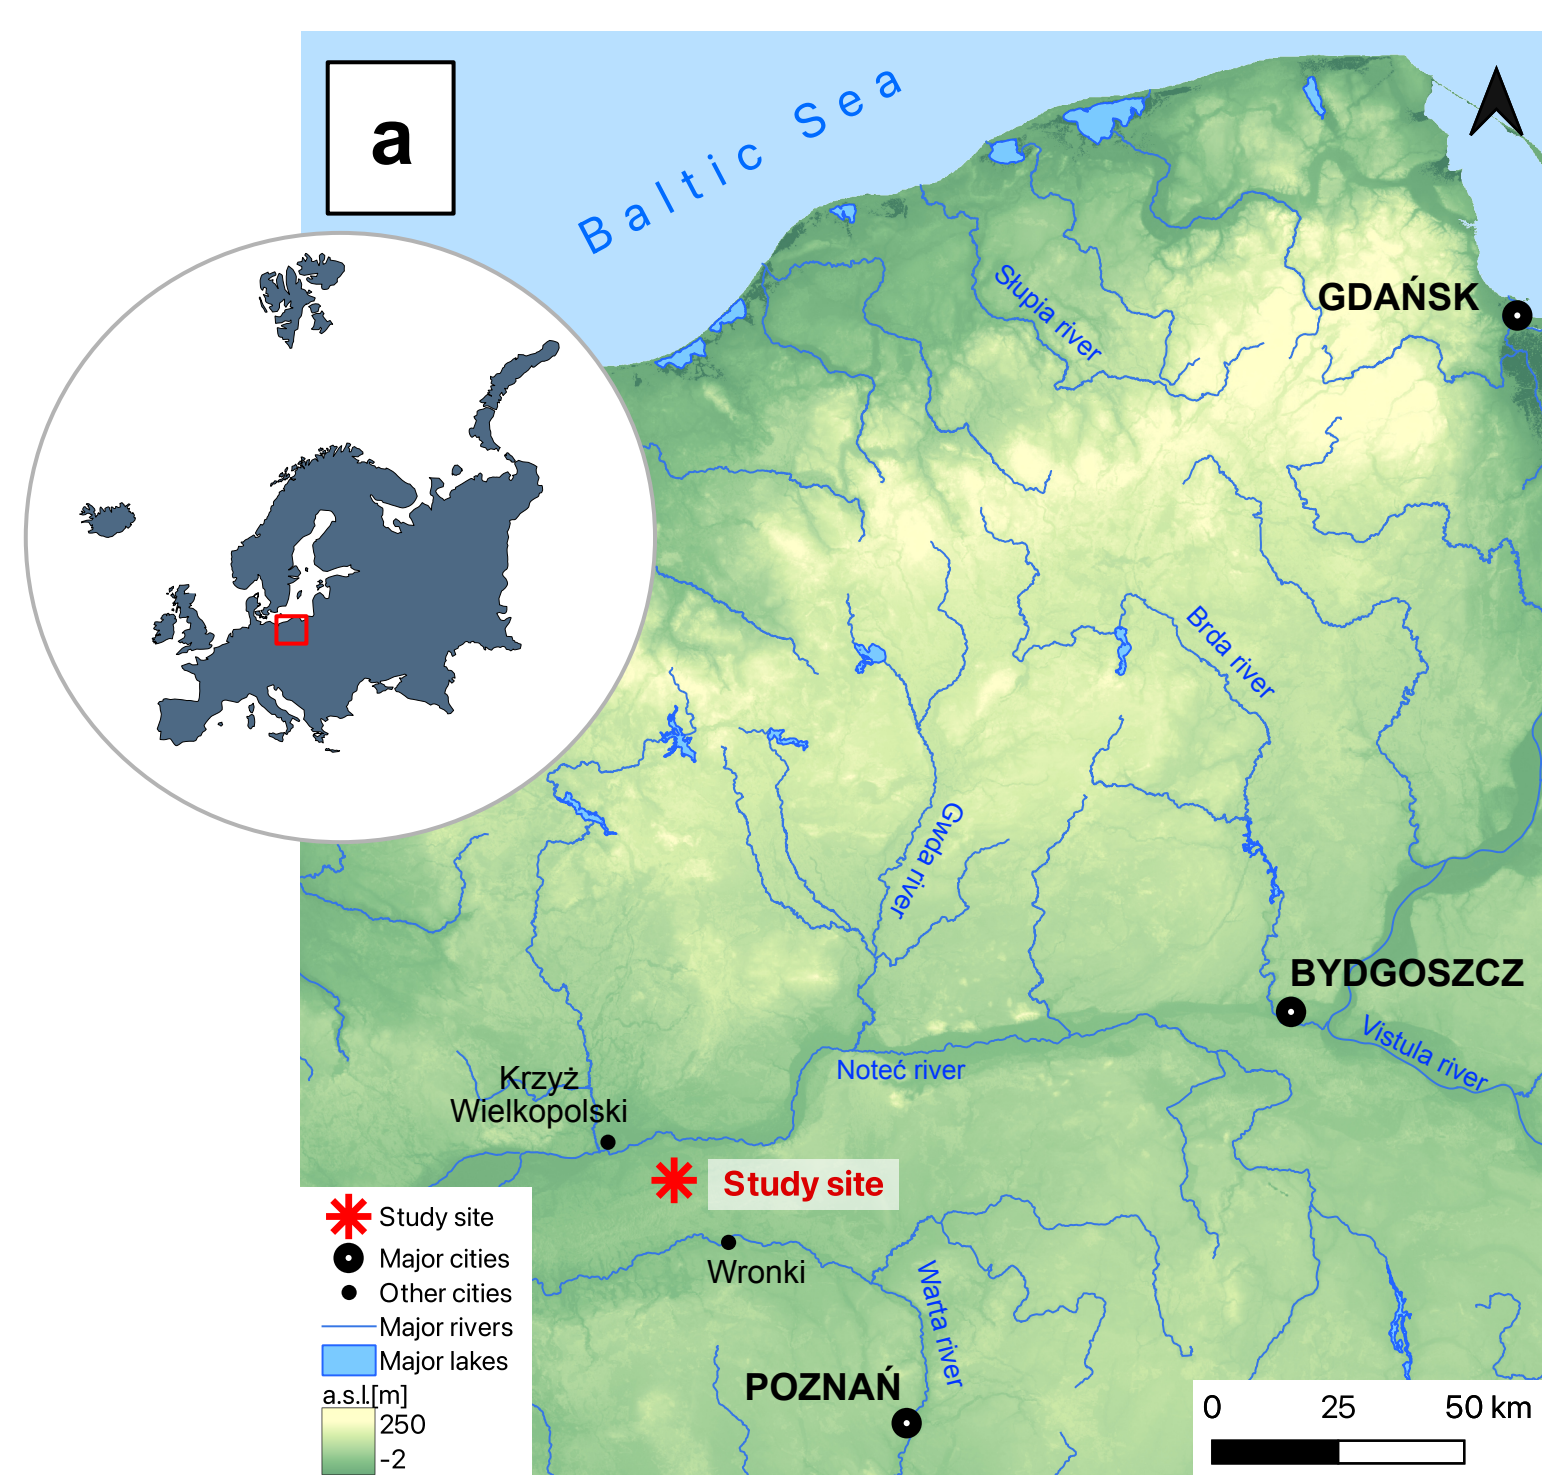 a
Baltic Sea
GDAŃSK
Słupia river
Brda river
Gwda river
BYDGOSZCZ
Vistula river
Noteć river
Krzyż
Wielkopolski
Study site
Wronki
Warta river
POZNAŃ
Study site
Major cities
Other cities
Major rivers
Major lakes
a.s.l.[m]
250
-2
0 25 50 km